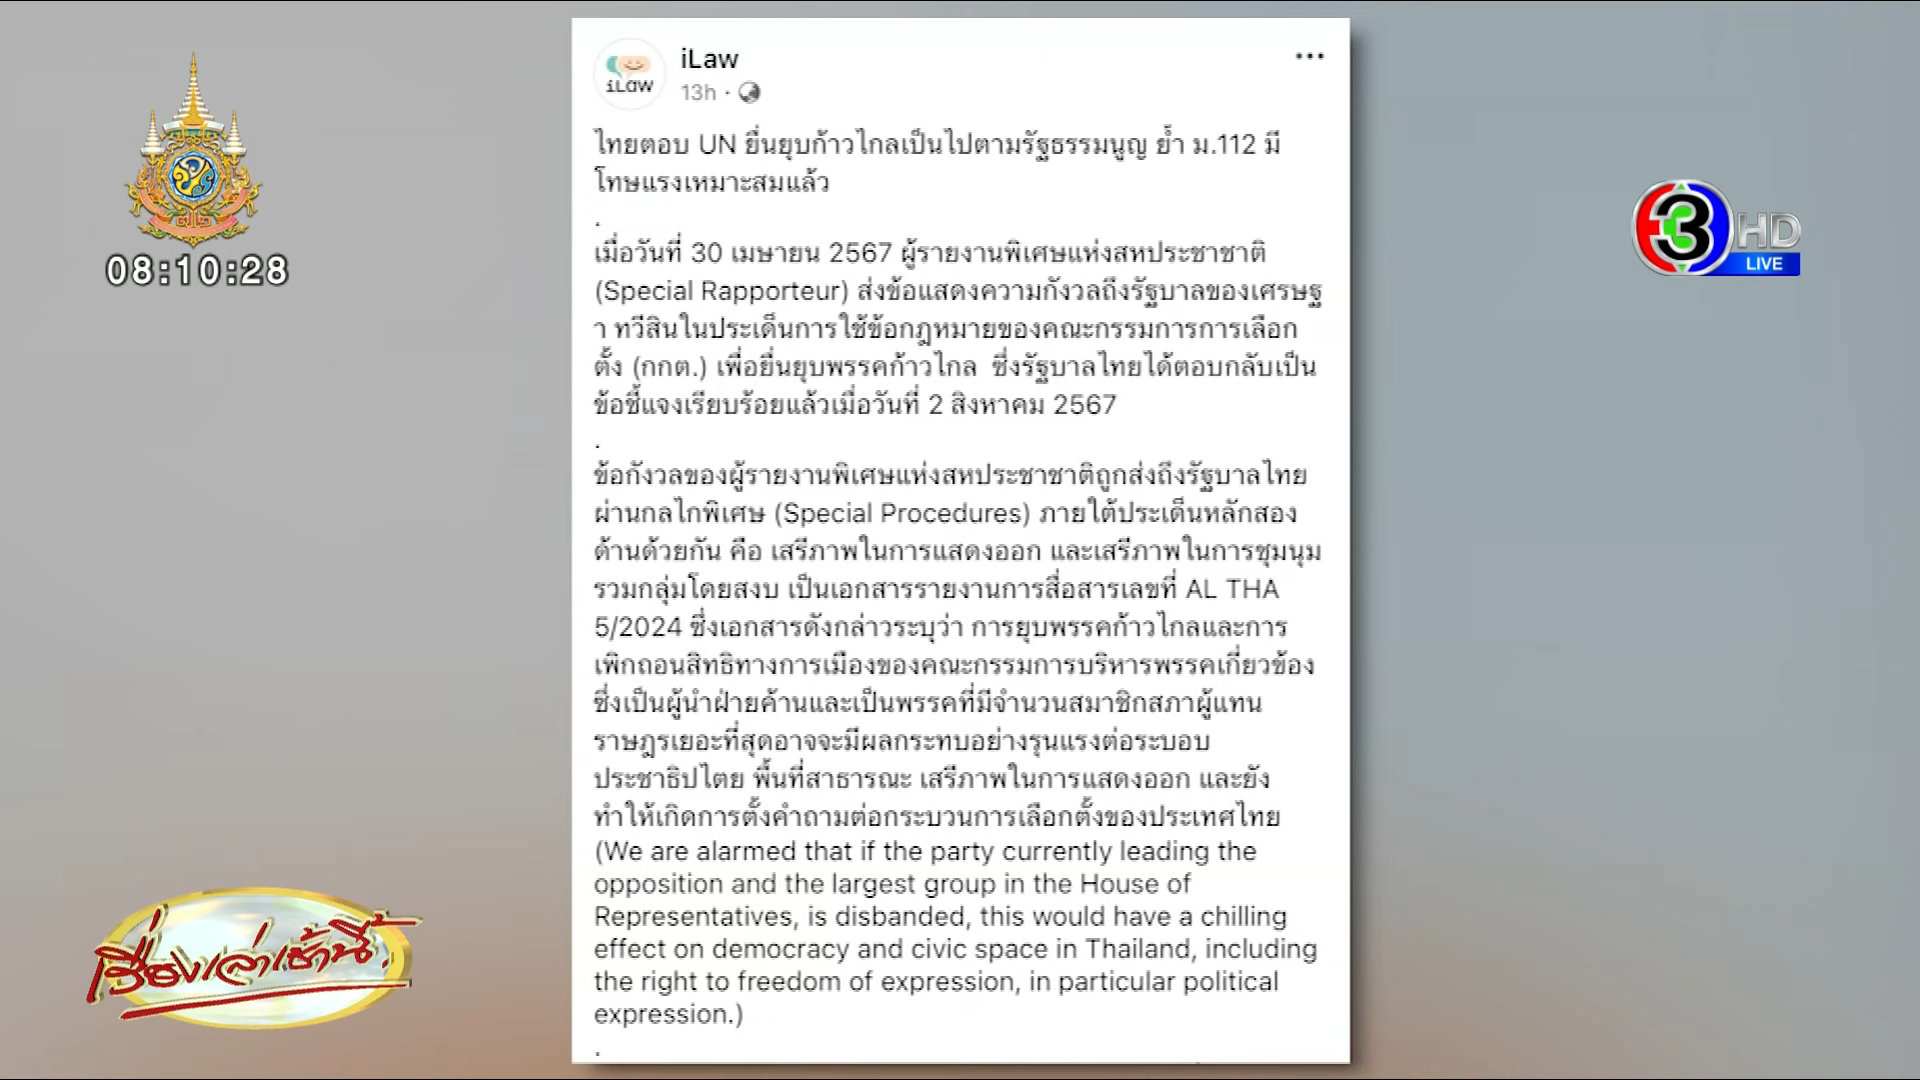 iLaw
iLaw
13h
ไทยตอบ UN ยื่นยุบก้าวไกลเป็นไปตามรัฐธรรมนูญ ย้ำ ม.112 มี
โทษแรงเหมาะสมแล้ว
.
เมื่อวันที่ 30 เมษายน 2567 ผู้รายงานพิเศษแห่งสหประชาชาติ
(Special Rapporteur) ส่งข้อแสดงความกังวลถึงรัฐบาลของเศรษฐ
า ทวีสินในประเด็นการใช้ข้อกฎหมายของคณะกรรมการการเลือก
ตั้ง (กกต.) เพื่อยื่นยุบพรรคก้าวไกล ซึ่งรัฐบาลไทยได้ตอบกลับเป็น
ข้อชี้แจงเรียบร้อยแล้วเมื่อวันที่ 2 สิงหาคม 2567
.
ข้อกังวลของผู้รายงานพิเศษแห่งสหประชาชาติถูกส่งถึงรัฐบาลไทย
ผ่านกลไกพิเศษ (Special Procedures) ภายใต้ประเด็นหลักสอง
ด้านด้วยกัน คือ เสรีภาพในการแสดงออก และเสรีภาพในการชุมนุม
รวมกลุ่มโดยสงบ เป็นเอกสารรายงานการสื่อสารเลขที่ AL THA
5/2024 ซึ่งเอกสารดังกล่าวระบุว่า การยุบพรรคก้าวไกลและการ
เพิกถอนสิทธิทางการเมืองของคณะกรรมการบริหารพรรคเกี่ยวข้อง
ซึ่งเป็นผู้นำฝ่ายค้านและเป็นพรรคที่มีจำนวนสมาชิกสภาผู้แทน
ราษฎรเยอะที่สุดอาจจะมีผลกระทบอย่างรุนแรงต่อระบอบ
ประชาธิปไตย พื้นที่สาธารณะ เสรีภาพในการแสดงออก และยัง
ทำให้เกิดการตั้งคำถามต่อกระบวนการเลือกตั้งของประเทศไทย
(We are alarmed that if the party currently leading the
opposition and the largest group in the House of
Representatives, is disbanded, this would have a chilling
effect on democracy and civic space in Thailand, including
the right to freedom of expression, in particular political
expression.)
.
08:10:28
3 HD
LIVE
เรื่องเล่าเช้านี้